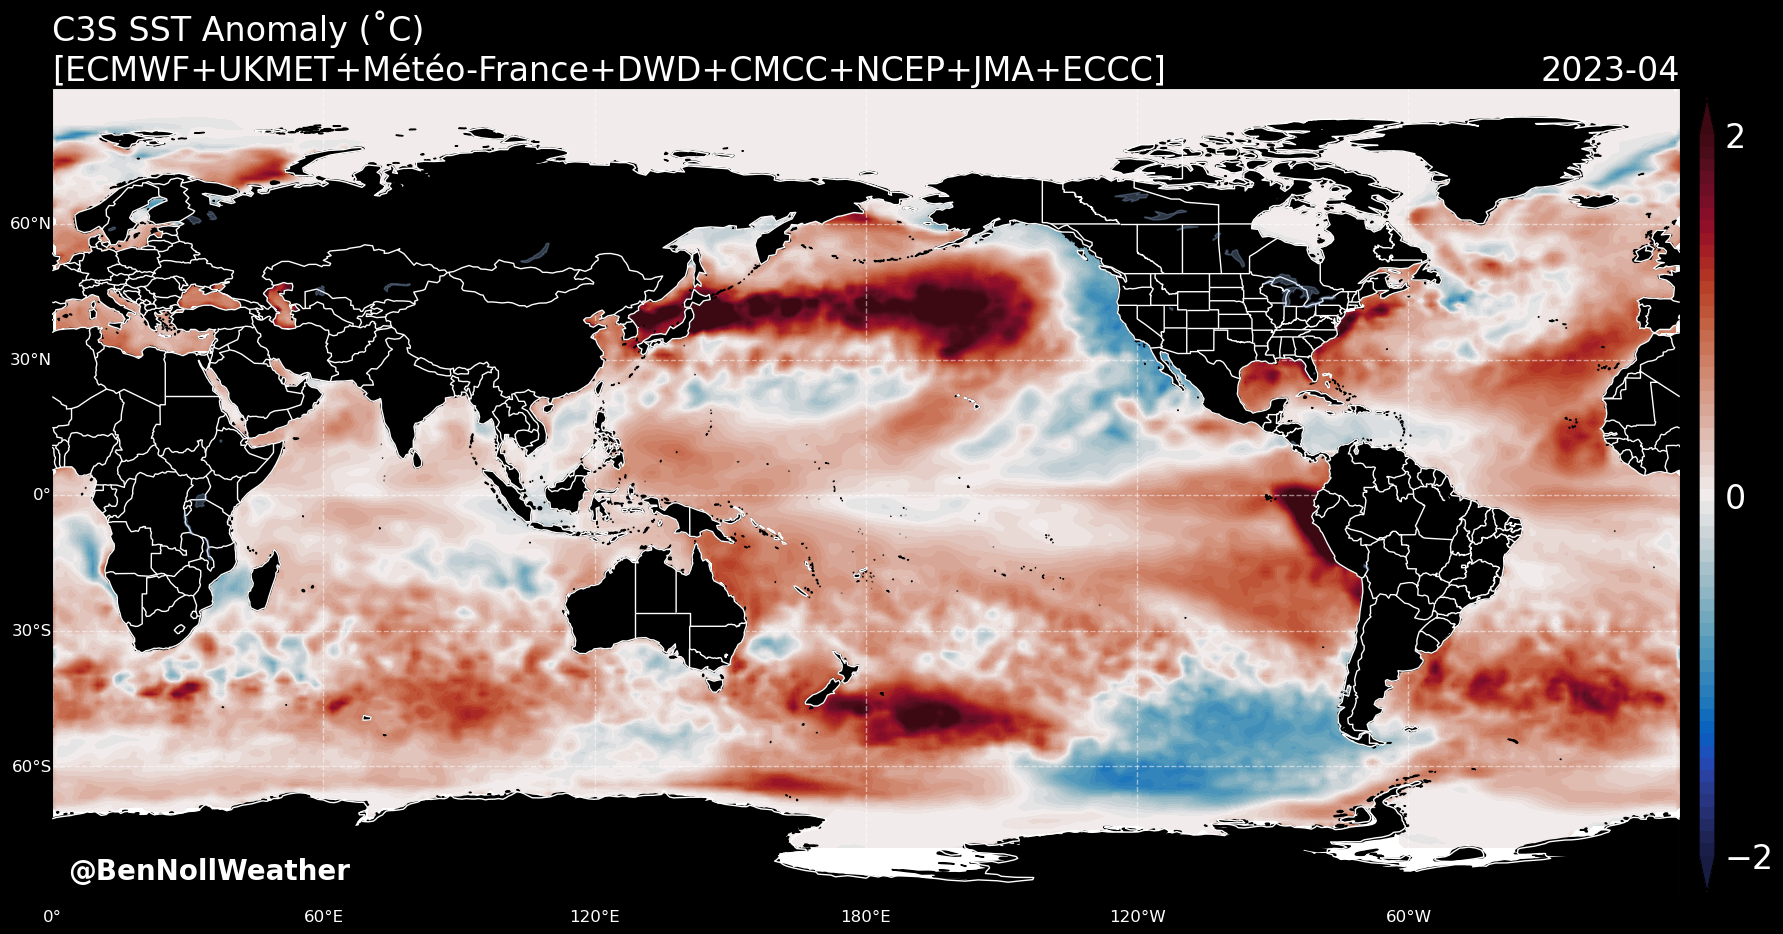 C3S SST Anomaly (˚C)
[ECMWF+UKMET+Météo-France+DWD+CMCC+NCEP+JMA+ECCC]
2023-04
2
0
−2
60°N
30°N
0°
30°S
60°S
@BenNollWeather
0°
60°E
120°E
180°E
120°W
60°W